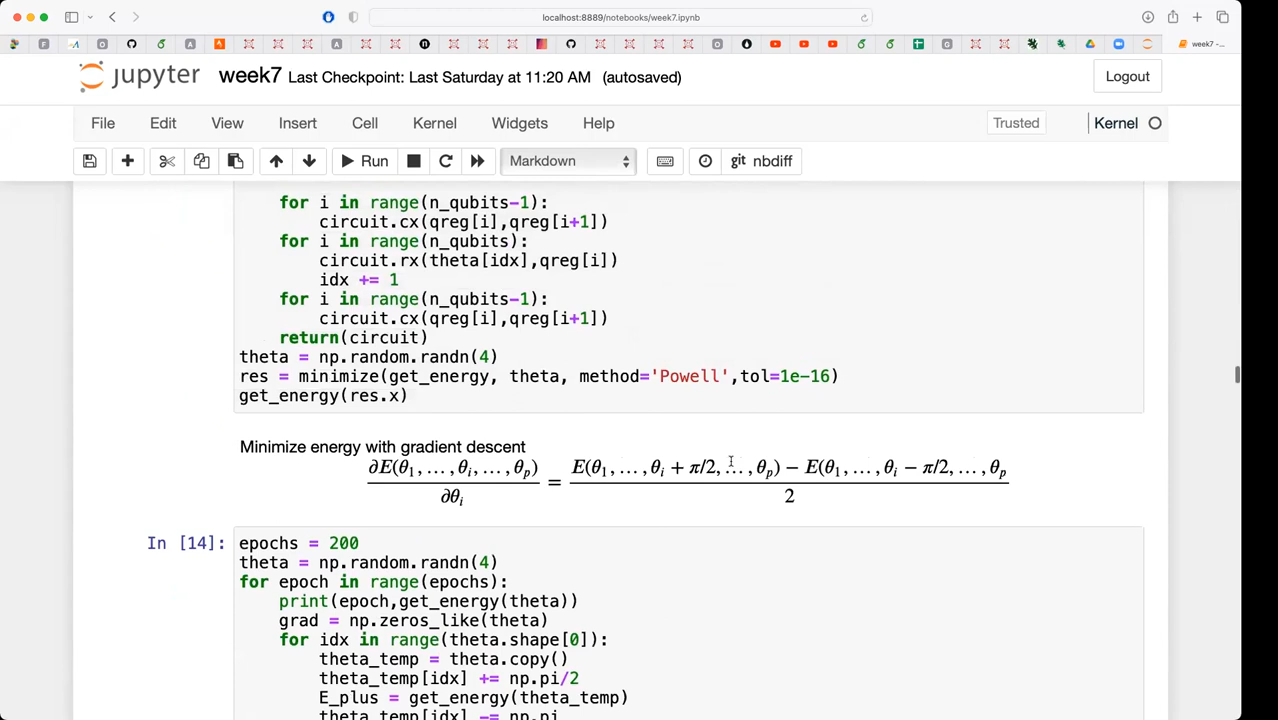 localhost:8889/notebooks/week7.ipynb
week7 -...
jupyter week7 Last Checkpoint: Last Saturday at 11:20 AM (autosaved)
Logout
File Edit View Insert Cell Kernel Widgets Help
Trusted
Kernel
Run
Markdown
git nbdiff
for i in range(n_qubits-1):
circuit.cx(qreg[i],qreg[i+1])
for i in range(n_qubits):
circuit.rx(theta[idx],qreg[i])
idx += 1
for i in range(n_qubits-1):
circuit.cx(qreg[i],qreg[i+1])
return(circuit)
theta = np.random.randn(4)
res = minimize(get_energy, theta, method='Powell',tol=1e-16)
get_energy(res.x)
Minimize energy with gradient descent
∂E(θ₁, …, θᵢ, …, θₚ)
∂θᵢ
=
E(θ₁, …, θᵢ + π/2, …, θₚ) − E(θ₁, …, θᵢ − π/2, …, θₚ
2
In [14]:
epochs = 200
theta = np.random.randn(4)
for epoch in range(epochs):
print(epoch,get_energy(theta))
grad = np.zeros_like(theta)
for idx in range(theta.shape[0]):
theta_temp = theta.copy()
theta_temp[idx] += np.pi/2
E_plus = get_energy(theta_temp)
theta_temp[idx] -= np.pi